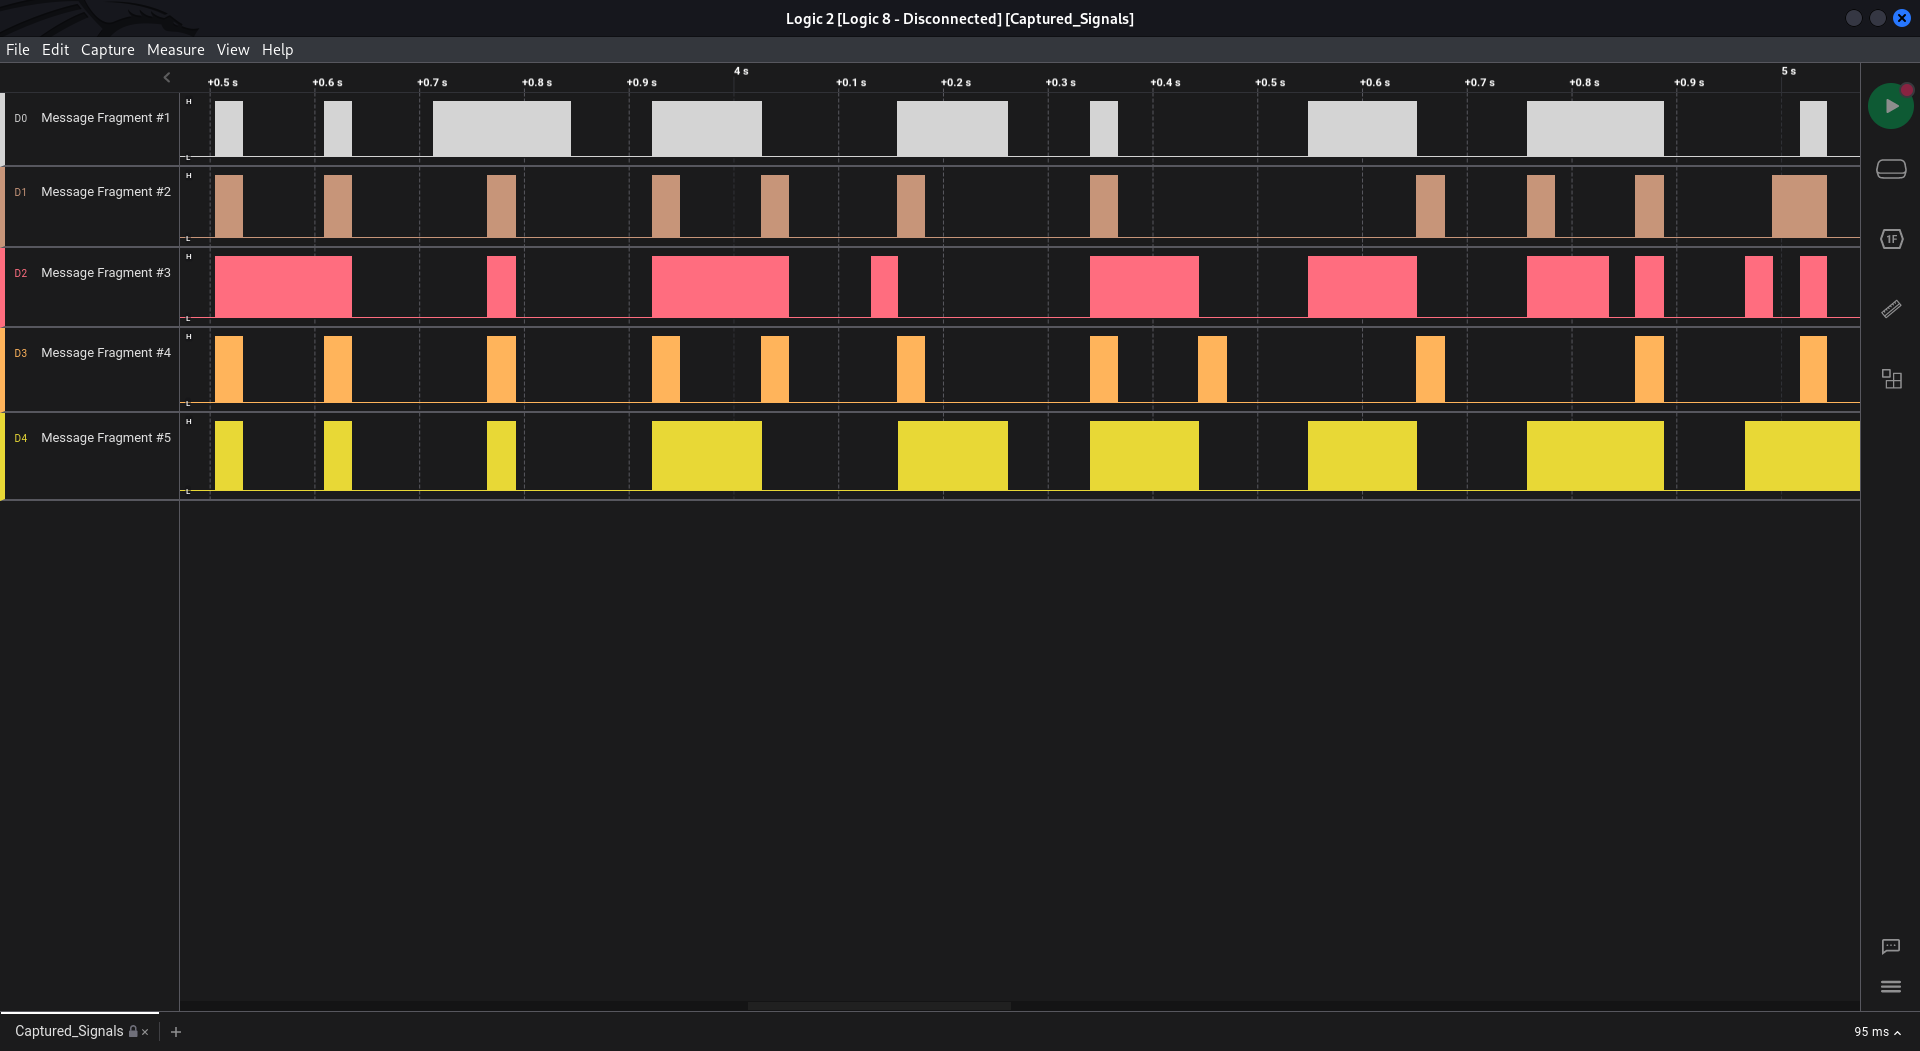 Logic 2 [Logic 8 - Disconnected] [Captured_Signals]
File Edit Capture Measure View Help
4 s 5 s
+0.5 s +0.6 s +0.7 s +0.8 s +0.9 s +0.1 s +0.2 s +0.3 s +0.4 s +0.5 s +0.6 s +0.7 s +0.8 s +0.9 s
D0 Message Fragment #1 H
L
D1 Message Fragment #2 H
L
1F
D2 Message Fragment #3 H
L
D3 Message Fragment #4 H
L
D4 Message Fragment #5 H
L
Captured_Signals
95 ms